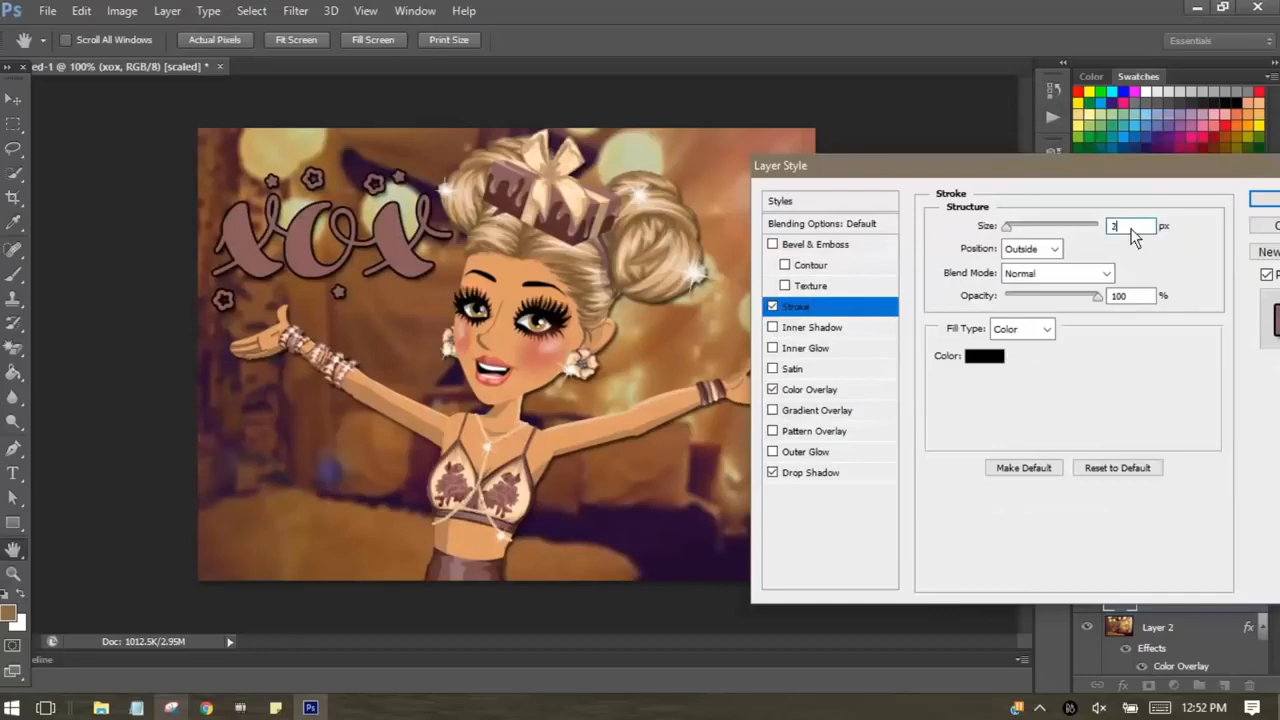 Ps File Edit Image Layer Type Select Filter 3D View Window Help
Scroll All Windows Actual Pixels Fit Screen Fill Screen Print Size Essentials
ed-1 @ 100% (xox, RGB/8) [scaled] * ×
Color Swatches
xox
Layer Style
Styles
Blending Options: Default
Bevel & Emboss
Contour
Texture
Stroke
Inner Shadow
Inner Glow
Satin
Color Overlay
Gradient Overlay
Pattern Overlay
Outer Glow
Drop Shadow
Stroke
Structure
Size: 2 px
Position: Outside
Blend Mode: Normal
Opacity: 100 %
Fill Type: Color
Color:
Make Default Reset to Default
New
Layer 2 fx
Effects
Color Overlay
Doc: 1012.5K/2.95M
eline
12:52 PM